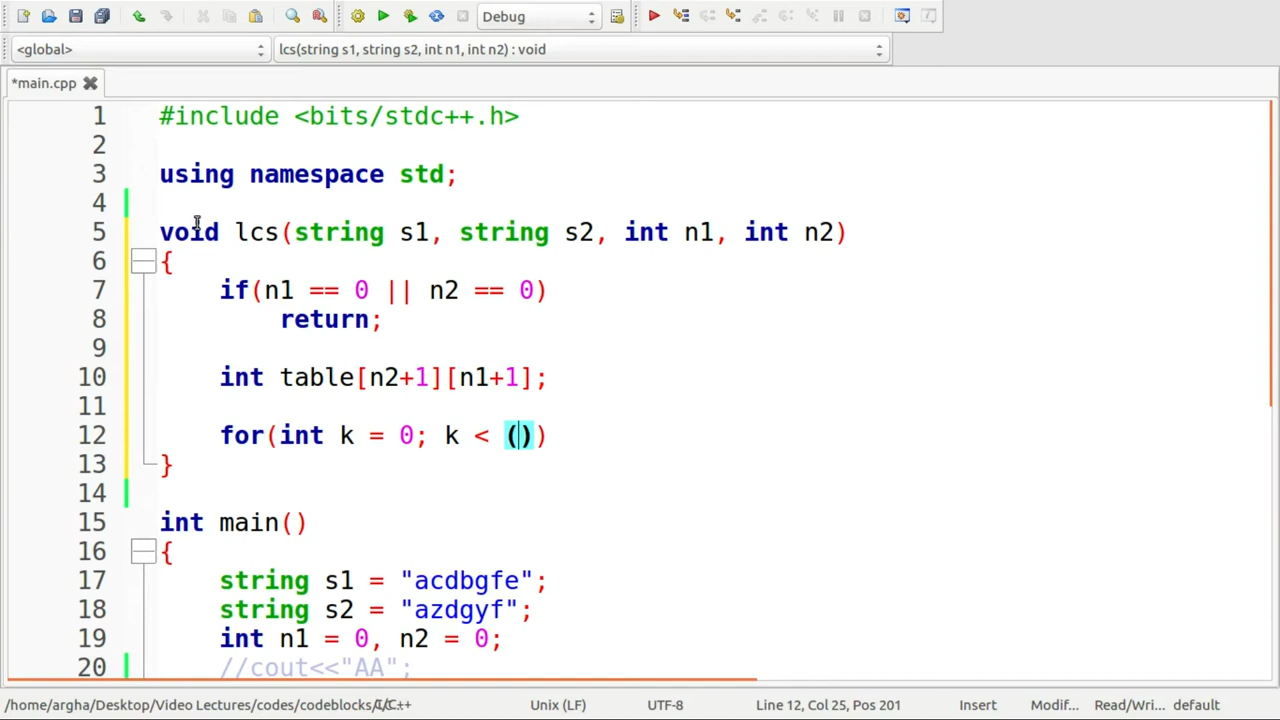 Debug
<global>
lcs(string s1, string s2, int n1, int n2) : void
*main.cpp
1 #include <bits/stdc++.h>
2
3 using namespace std;
4
5 void lcs(string s1, string s2, int n1, int n2)
6 {
7 if(n1 == 0 || n2 == 0)
8 return;
9
10 int table[n2+1][n1+1];
11
12 for(int k = 0; k < ())
13 }
14
15 int main()
16 {
17 string s1 = "acdbgfe";
18 string s2 = "azdgyf";
19 int n1 = 0, n2 = 0;
20 //cout<<"AA";
/home/argha/Desktop/Video Lectures/codes/codeblocks/ C/C++ Unix (LF) UTF-8 Line 12, Col 25, Pos 201 Insert Modif... Read/Wri... default